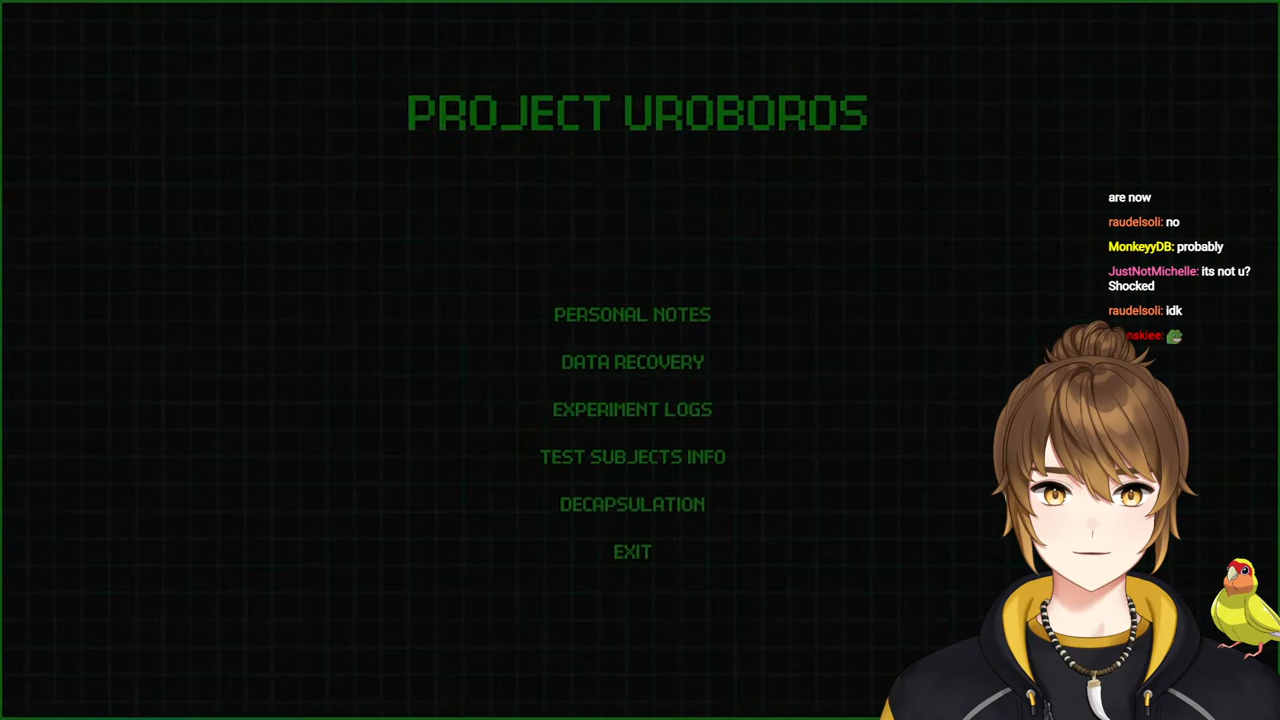 PROJECT UROBOROS
PERSONAL NOTES
DATA RECOVERY
EXPERIMENT LOGS
TEST SUBJECTS INFO
DECAPSULATION
EXIT
are now
raudelsoli: no
MonkeyyDB: probably
JustNotMichelle: its not u?
Shocked
raudelsoli: idk
nskiee: